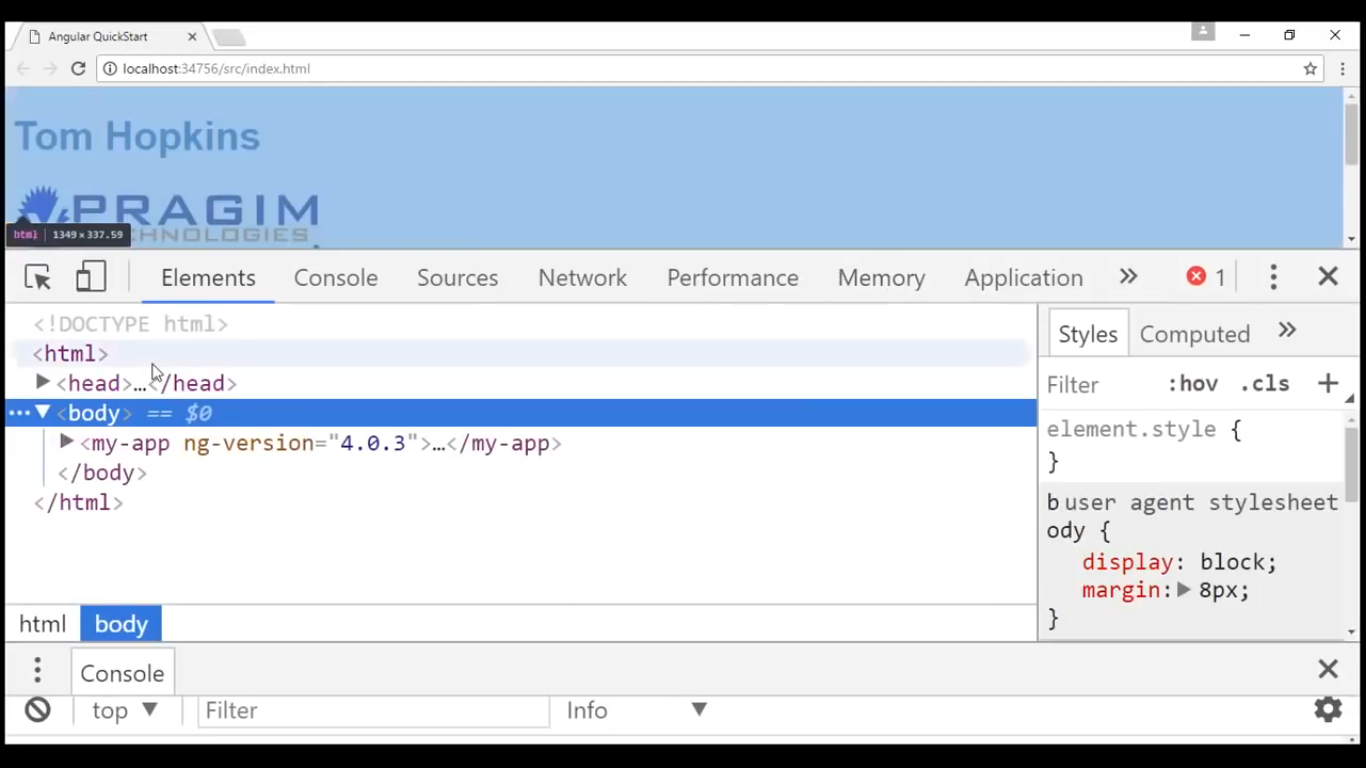 Angular QuickStart
localhost:34756/src/index.html
Tom Hopkins
PRAGIM
TECHNOLOGIES
html 1349×337.59
Elements Console Sources Network Performance Memory Application » 1
<!DOCTYPE html>
<html>
<head>…</head>
<body> == $0
<my-app ng-version="4.0.3">…</my-app>
</body>
</html>
html body
Styles Computed »
Filter :hov .cls +
element.style {
}
b user agent stylesheet
ody {
display: block;
margin: 8px;
}
Console
top Filter Info